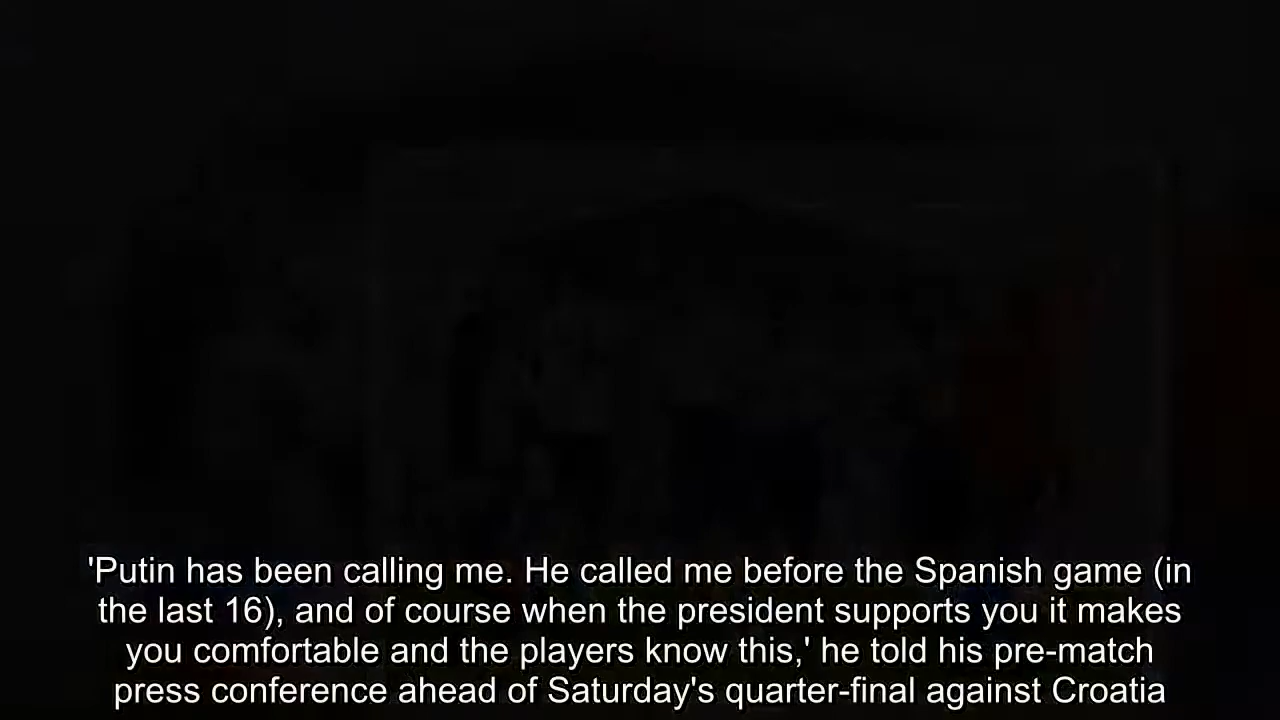 'Putin has been calling me. He called me before the Spanish game (in
the last 16), and of course when the president supports you it makes
you comfortable and the players know this,' he told his pre-match
press conference ahead of Saturday's quarter-final against Croatia